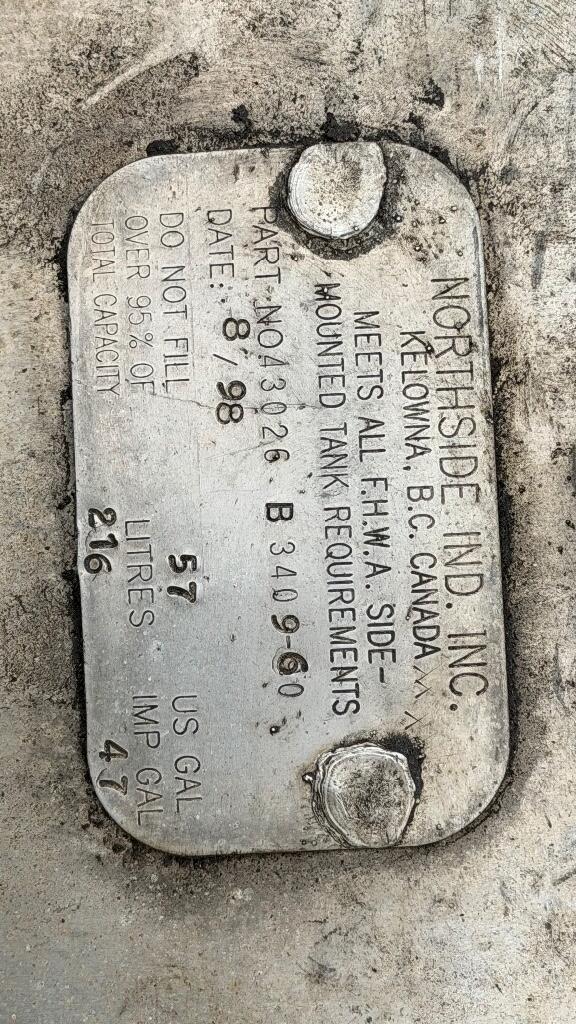 NORTHSIDE IND. INC.
KELOWNA, B.C. CANADA
MEETS ALL F.H.W.A. SIDE-
MOUNTED TANK REQUIREMENTS
PART NO 43026 B 3409-60
DATE: 8/98
DO NOT FILL 57 US GAL
OVER 95% OF LITRES IMP GAL
TOTAL CAPACITY 216 47